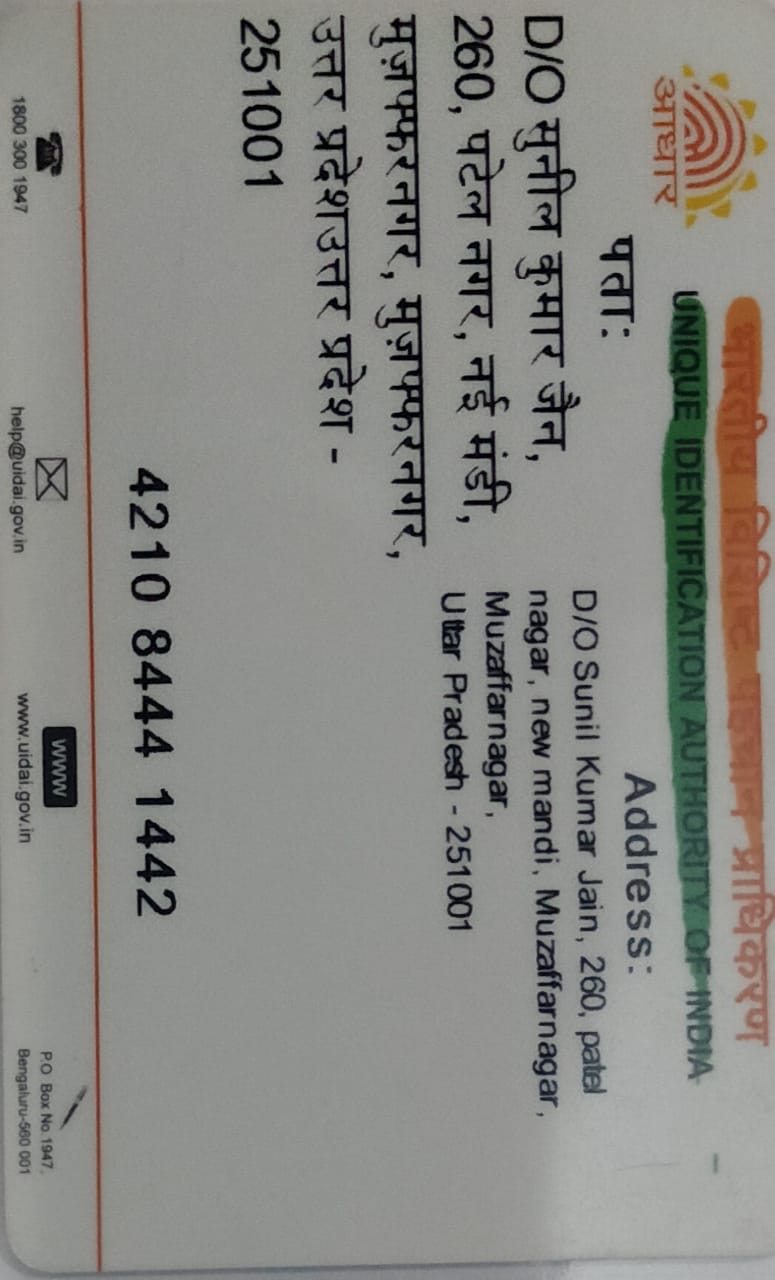 आधार
भारतीय विशिष्ट पहचान प्राधिकरण
UNIQUE IDENTIFICATION AUTHORITY OF INDIA
पता:
D/O सुनील कुमार जैन,
260, पटेल नगर, नई मंडी,
मुज़फ्फरनगर, मुज़फ्फरनगर,
उत्तर प्रदेशउत्तर प्रदेश -
251001
Address:
D/O Sunil Kumar Jain, 260, patel
nagar, new mandi, Muzaffarnagar,
Muzaffarnagar,
Uttar Pradesh - 251001
4210 8444 1442
1800 300 1947
help@uidai.gov.in
www
www.uidai.gov.in
P.O. Box No.1947,
Bengaluru-560 001